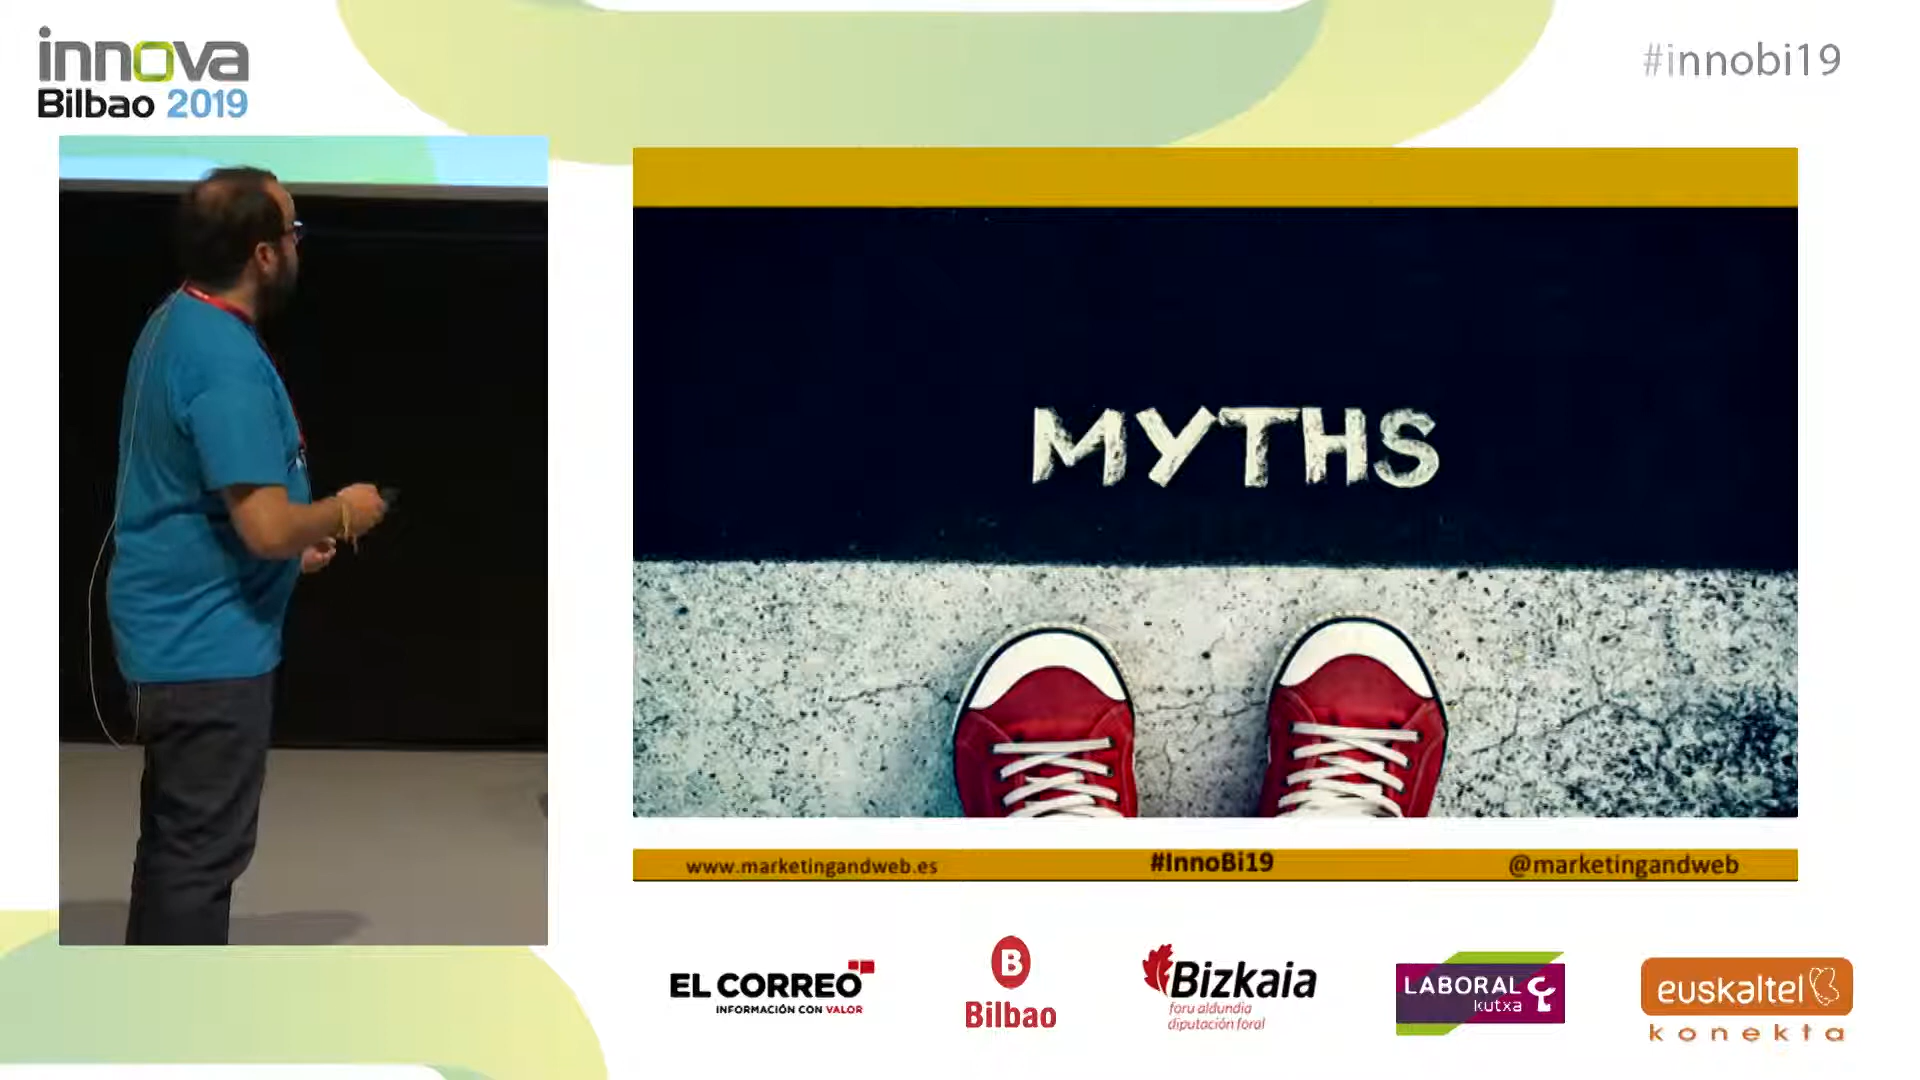 innova
Bilbao 2019
#innobi19
MYTHS
www.marketingandweb.es
#InnoBi19
@marketingandweb
EL CORREO
INFORMACIÓN CON VALOR
B
Bilbao
Bizkaia
foru aldundia
diputación foral
LABORAL
kutxa
euskaltel
konekta